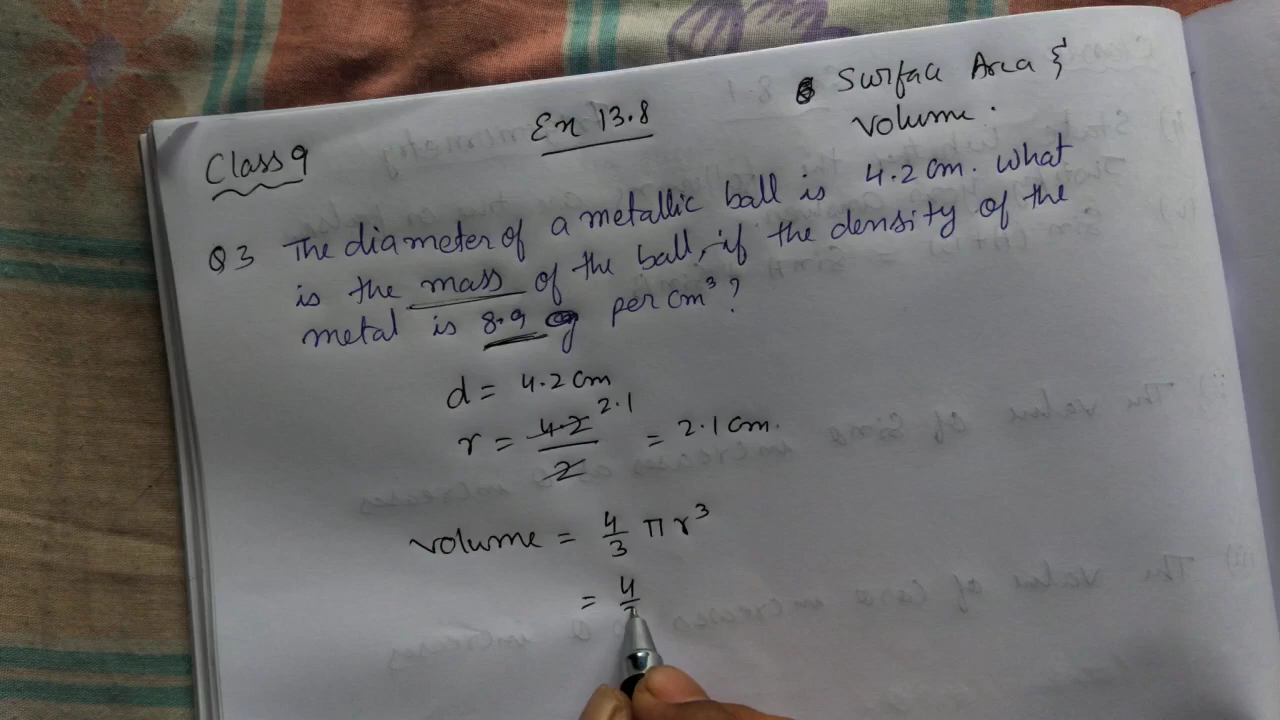 Surface Area &
Volume.
Ex 13.8
Class 9
Q3 The diameter of a metallic ball is 4.2 cm. What
is the mass of the ball, if the density of the
metal is 8.9 g per cm³?
d = 4.2 cm
r = 4.2/2 2.1 = 2.1 cm.
volume = 4/3 π r³
= 4/